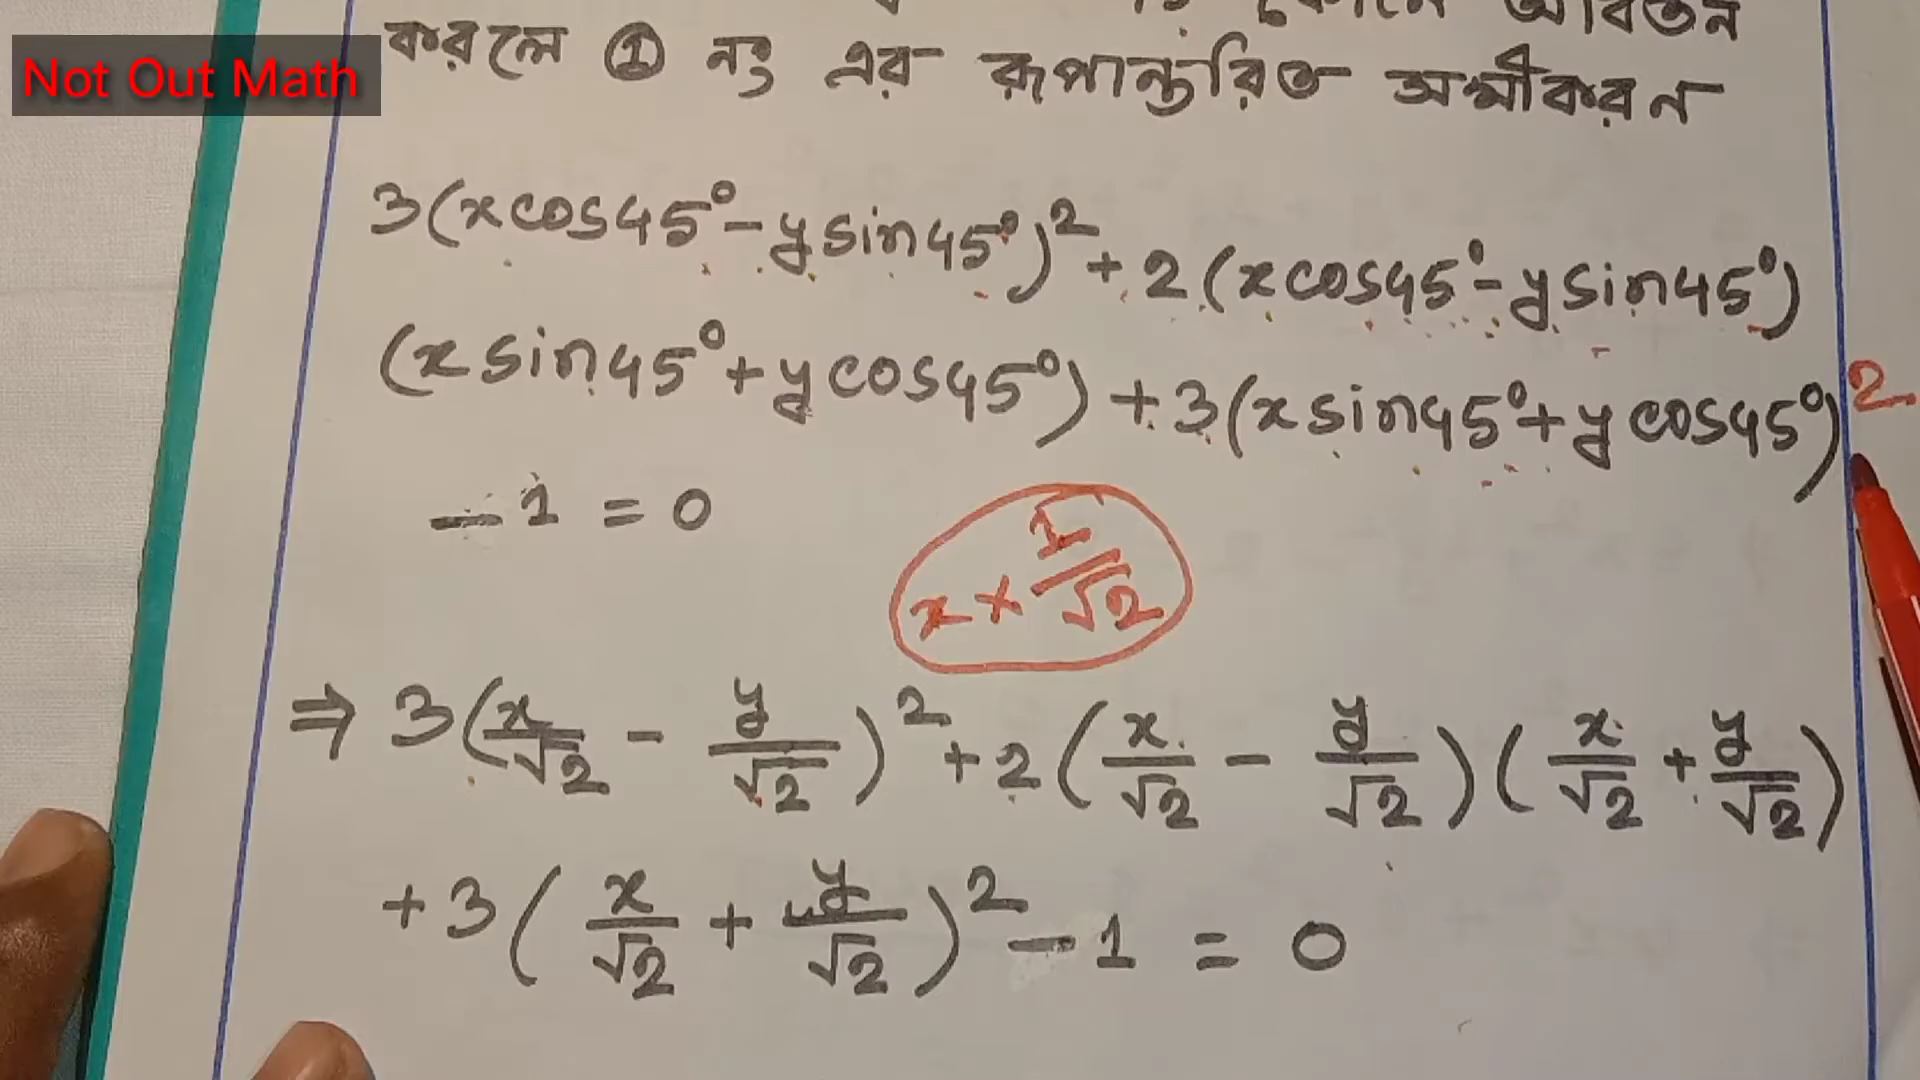 কোণে আবর্তন
Not Out Math
করলে ① নং এর রূপান্তরিত সমীকরণ
3(xcos45°-ysin45°)²+2(xcos45°-ysin45°)
(xsin45°+ycos45°)+3(xsin45°+ycos45°)²
-1=0
x×1/√2
⇒3(x/√2 - y/√2)²+2(x/√2 - y/√2)(x/√2+y/√2)
+3(x/√2+y/√2)²-1=0